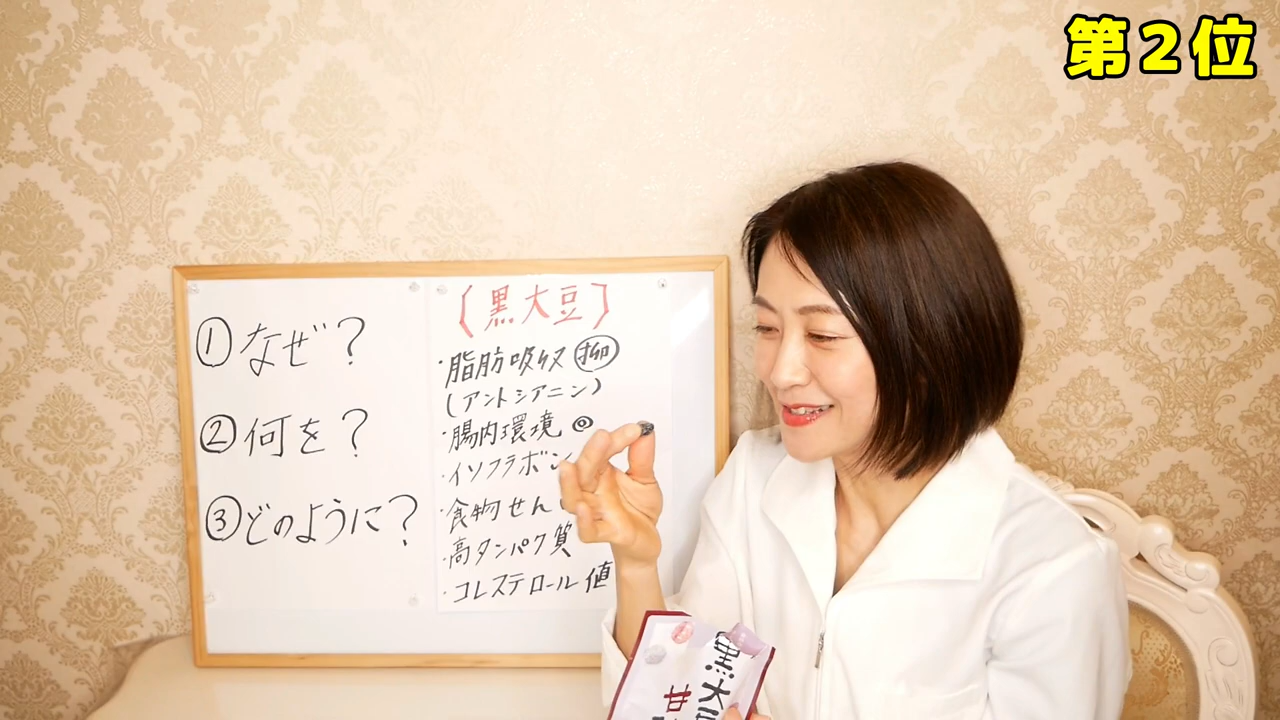 第2位
①なぜ？
②何を？
③どのように？
〔黒大豆〕
・脂肪吸収㊥抑
(アントシアニン)
・腸内環境◎
・イソフラボン
・食物せん
・高タンパク質
・コレステロール値
黒大豆
甘